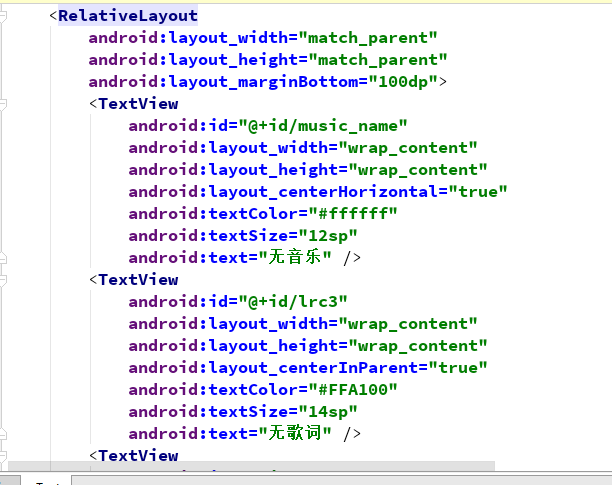 <RelativeLayout
android:layout_width="match_parent"
android:layout_height="match_parent"
android:layout_marginBottom="100dp">
<TextView
android:id="@+id/music_name"
android:layout_width="wrap_content"
android:layout_height="wrap_content"
android:layout_centerHorizontal="true"
android:textColor="#ffffff"
android:textSize="12sp"
android:text="无音乐" />
<TextView
android:id="@+id/lrc3"
android:layout_width="wrap_content"
android:layout_height="wrap_content"
android:layout_centerInParent="true"
android:textColor="#FFA100"
android:textSize="14sp"
android:text="无歌词" />
<TextView